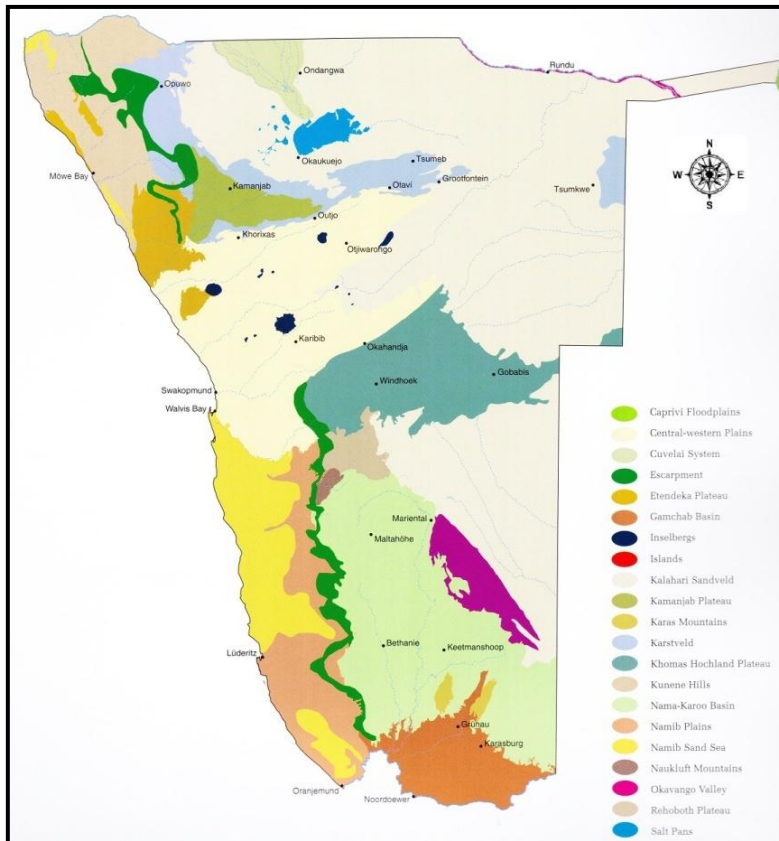 Ondangwa
Rundu
Opuwo
Okaukuejo
Tsumeb
Grootfontein
Otavi
Tsumkwe
N
W
E
S
Möwe Bay
Kamanjab
Outjo
Khorixas
Otjiwarongo
Karibib
Okahandja
Windhoek
Gobabis
Swakopmund
Walvis Bay
Mariental
Maltahöhe
Bethanie
Keetmanshoop
Lüderitz
Grünau
Karasburg
Oranjemund
Noordoewer
Caprivi Floodplains
Central-western Plains
Cuvelai System
Escarpment
Etendeka Plateau
Gamchab Basin
Inselbergs
Islands
Kalahari Sandveld
Kamanjab Plateau
Karas Mountains
Karstveld
Khomas Hochland Plateau
Kunene Hills
Nama-Karoo Basin
Namib Plains
Namib Sand Sea
Naukluft Mountains
Okavango Valley
Rehoboth Plateau
Salt Pans